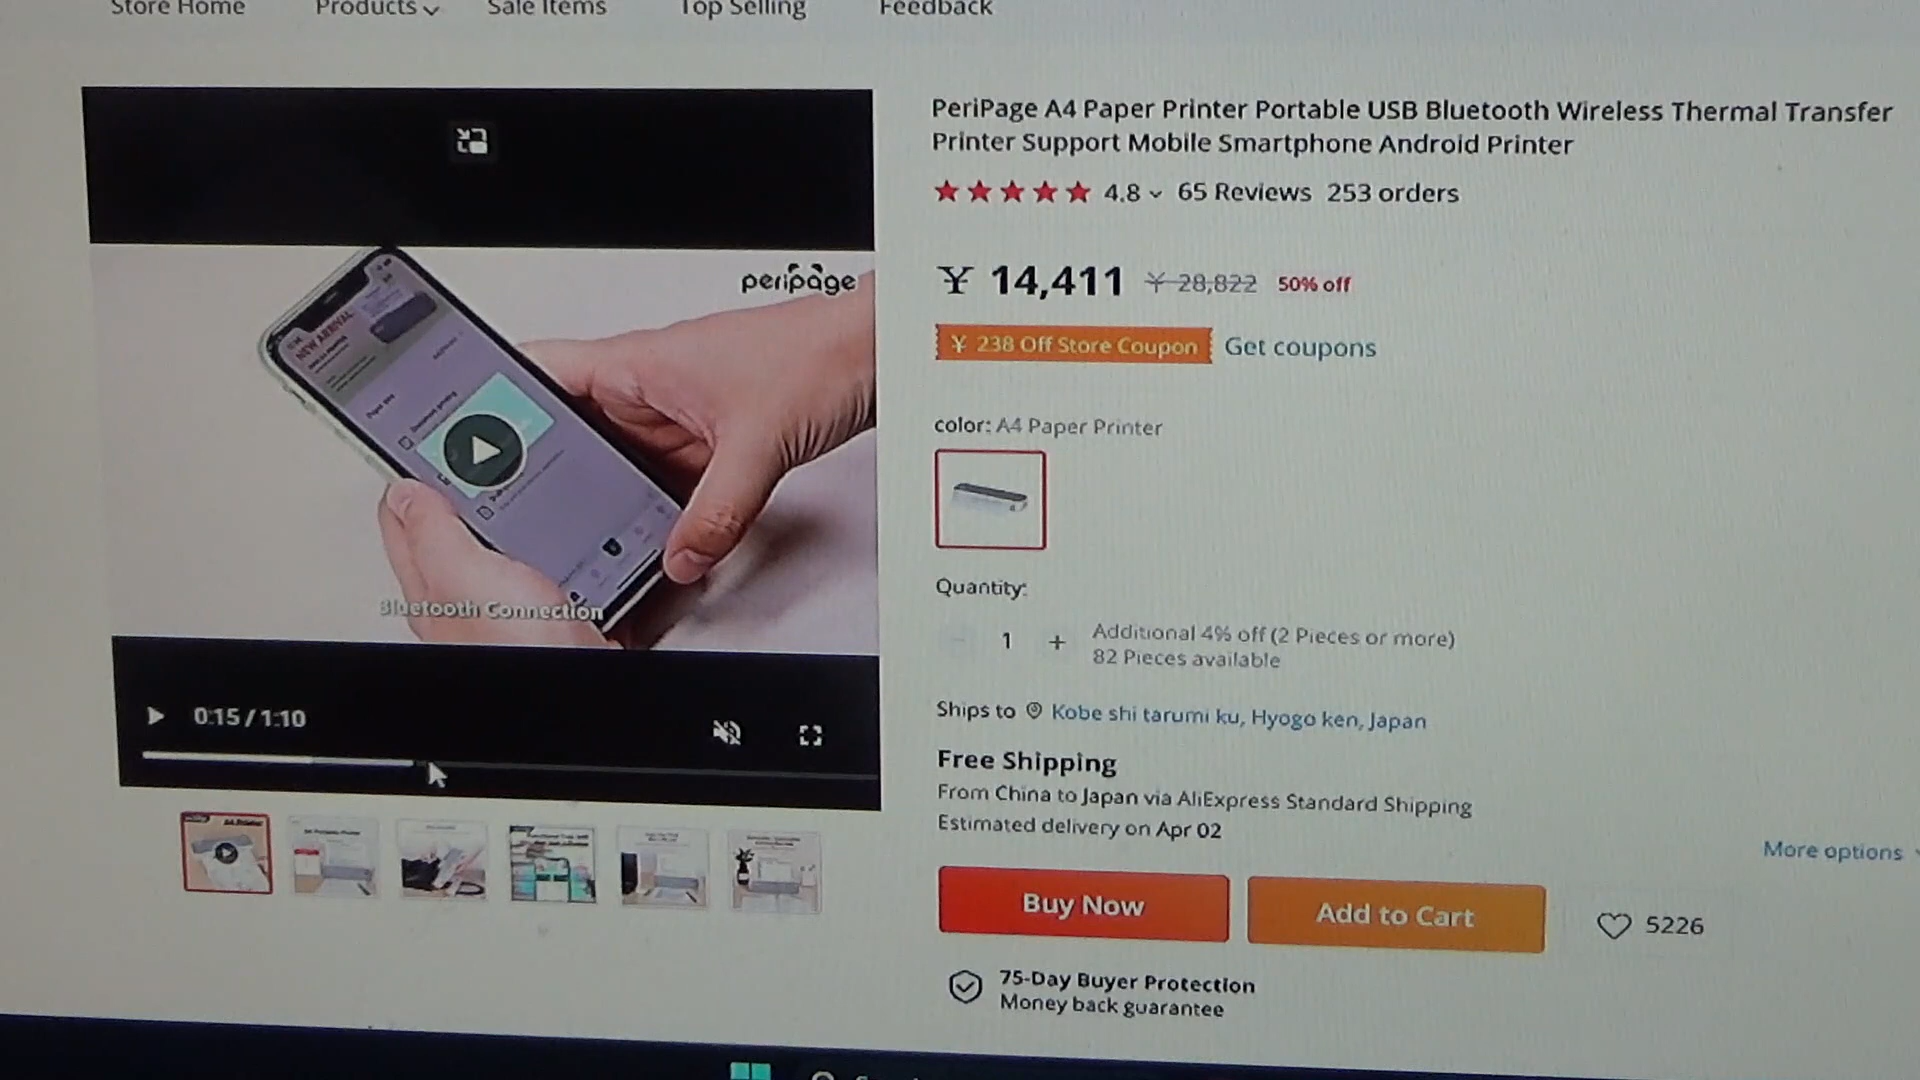 Store Home Products Sale Items Top Selling Feedback
PeriPage A4 Paper Printer Portable USB Bluetooth Wireless Thermal Transfer
Printer Support Mobile Smartphone Android Printer
4.8 65 Reviews 253 orders
¥ 14,411 ¥ 28,822 50% off
¥ 238 Off Store Coupon Get coupons
color: A4 Paper Printer
Quantity:
1 + Additional 4% off (2 Pieces or more)
82 Pieces available
Ships to Kobe shi tarumi ku, Hyogo ken, Japan
Free Shipping
From China to Japan via AliExpress Standard Shipping
Estimated delivery on Apr 02
More options
Buy Now Add to Cart 5226
75-Day Buyer Protection
Money back guarantee
peripage
NEW ARRIVAL
Bluetooth Connection
0:15 / 1:10